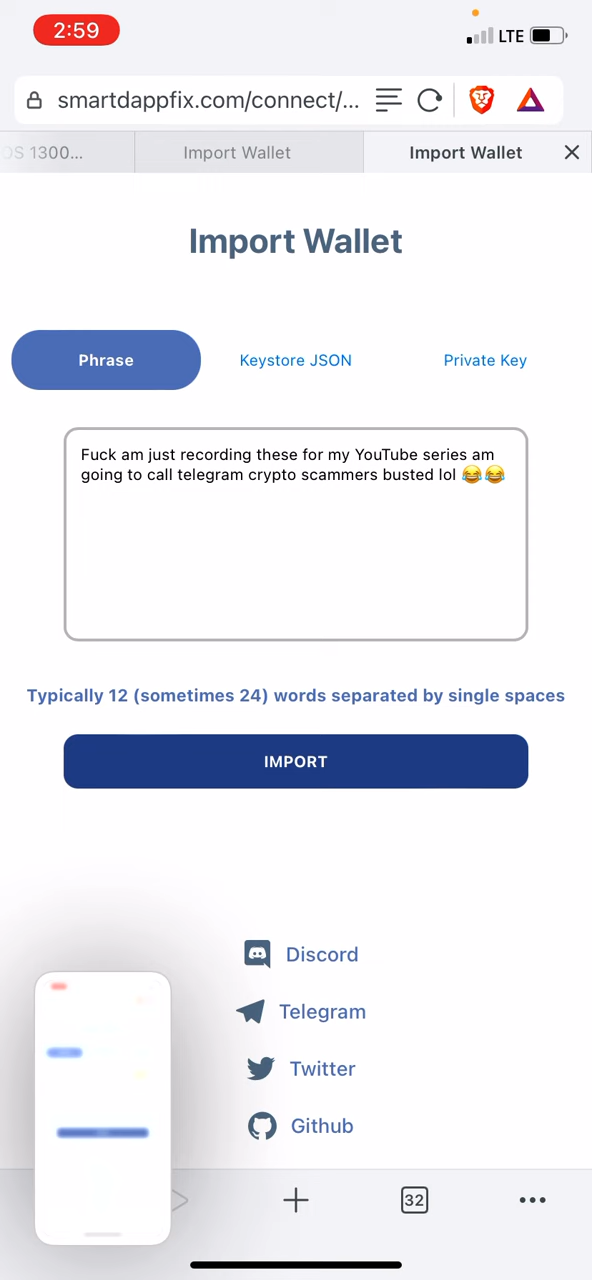 2:59
LTE
smartdappfix.com/connect/...
OS 1300...
Import Wallet
Import Wallet
Import Wallet
Phrase
Keystore JSON
Private Key
Fuck am just recording these for my YouTube series am
going to call telegram crypto scammers busted lol 😂😂
Typically 12 (sometimes 24) words separated by single spaces
IMPORT
Discord
Telegram
Twitter
Github
32